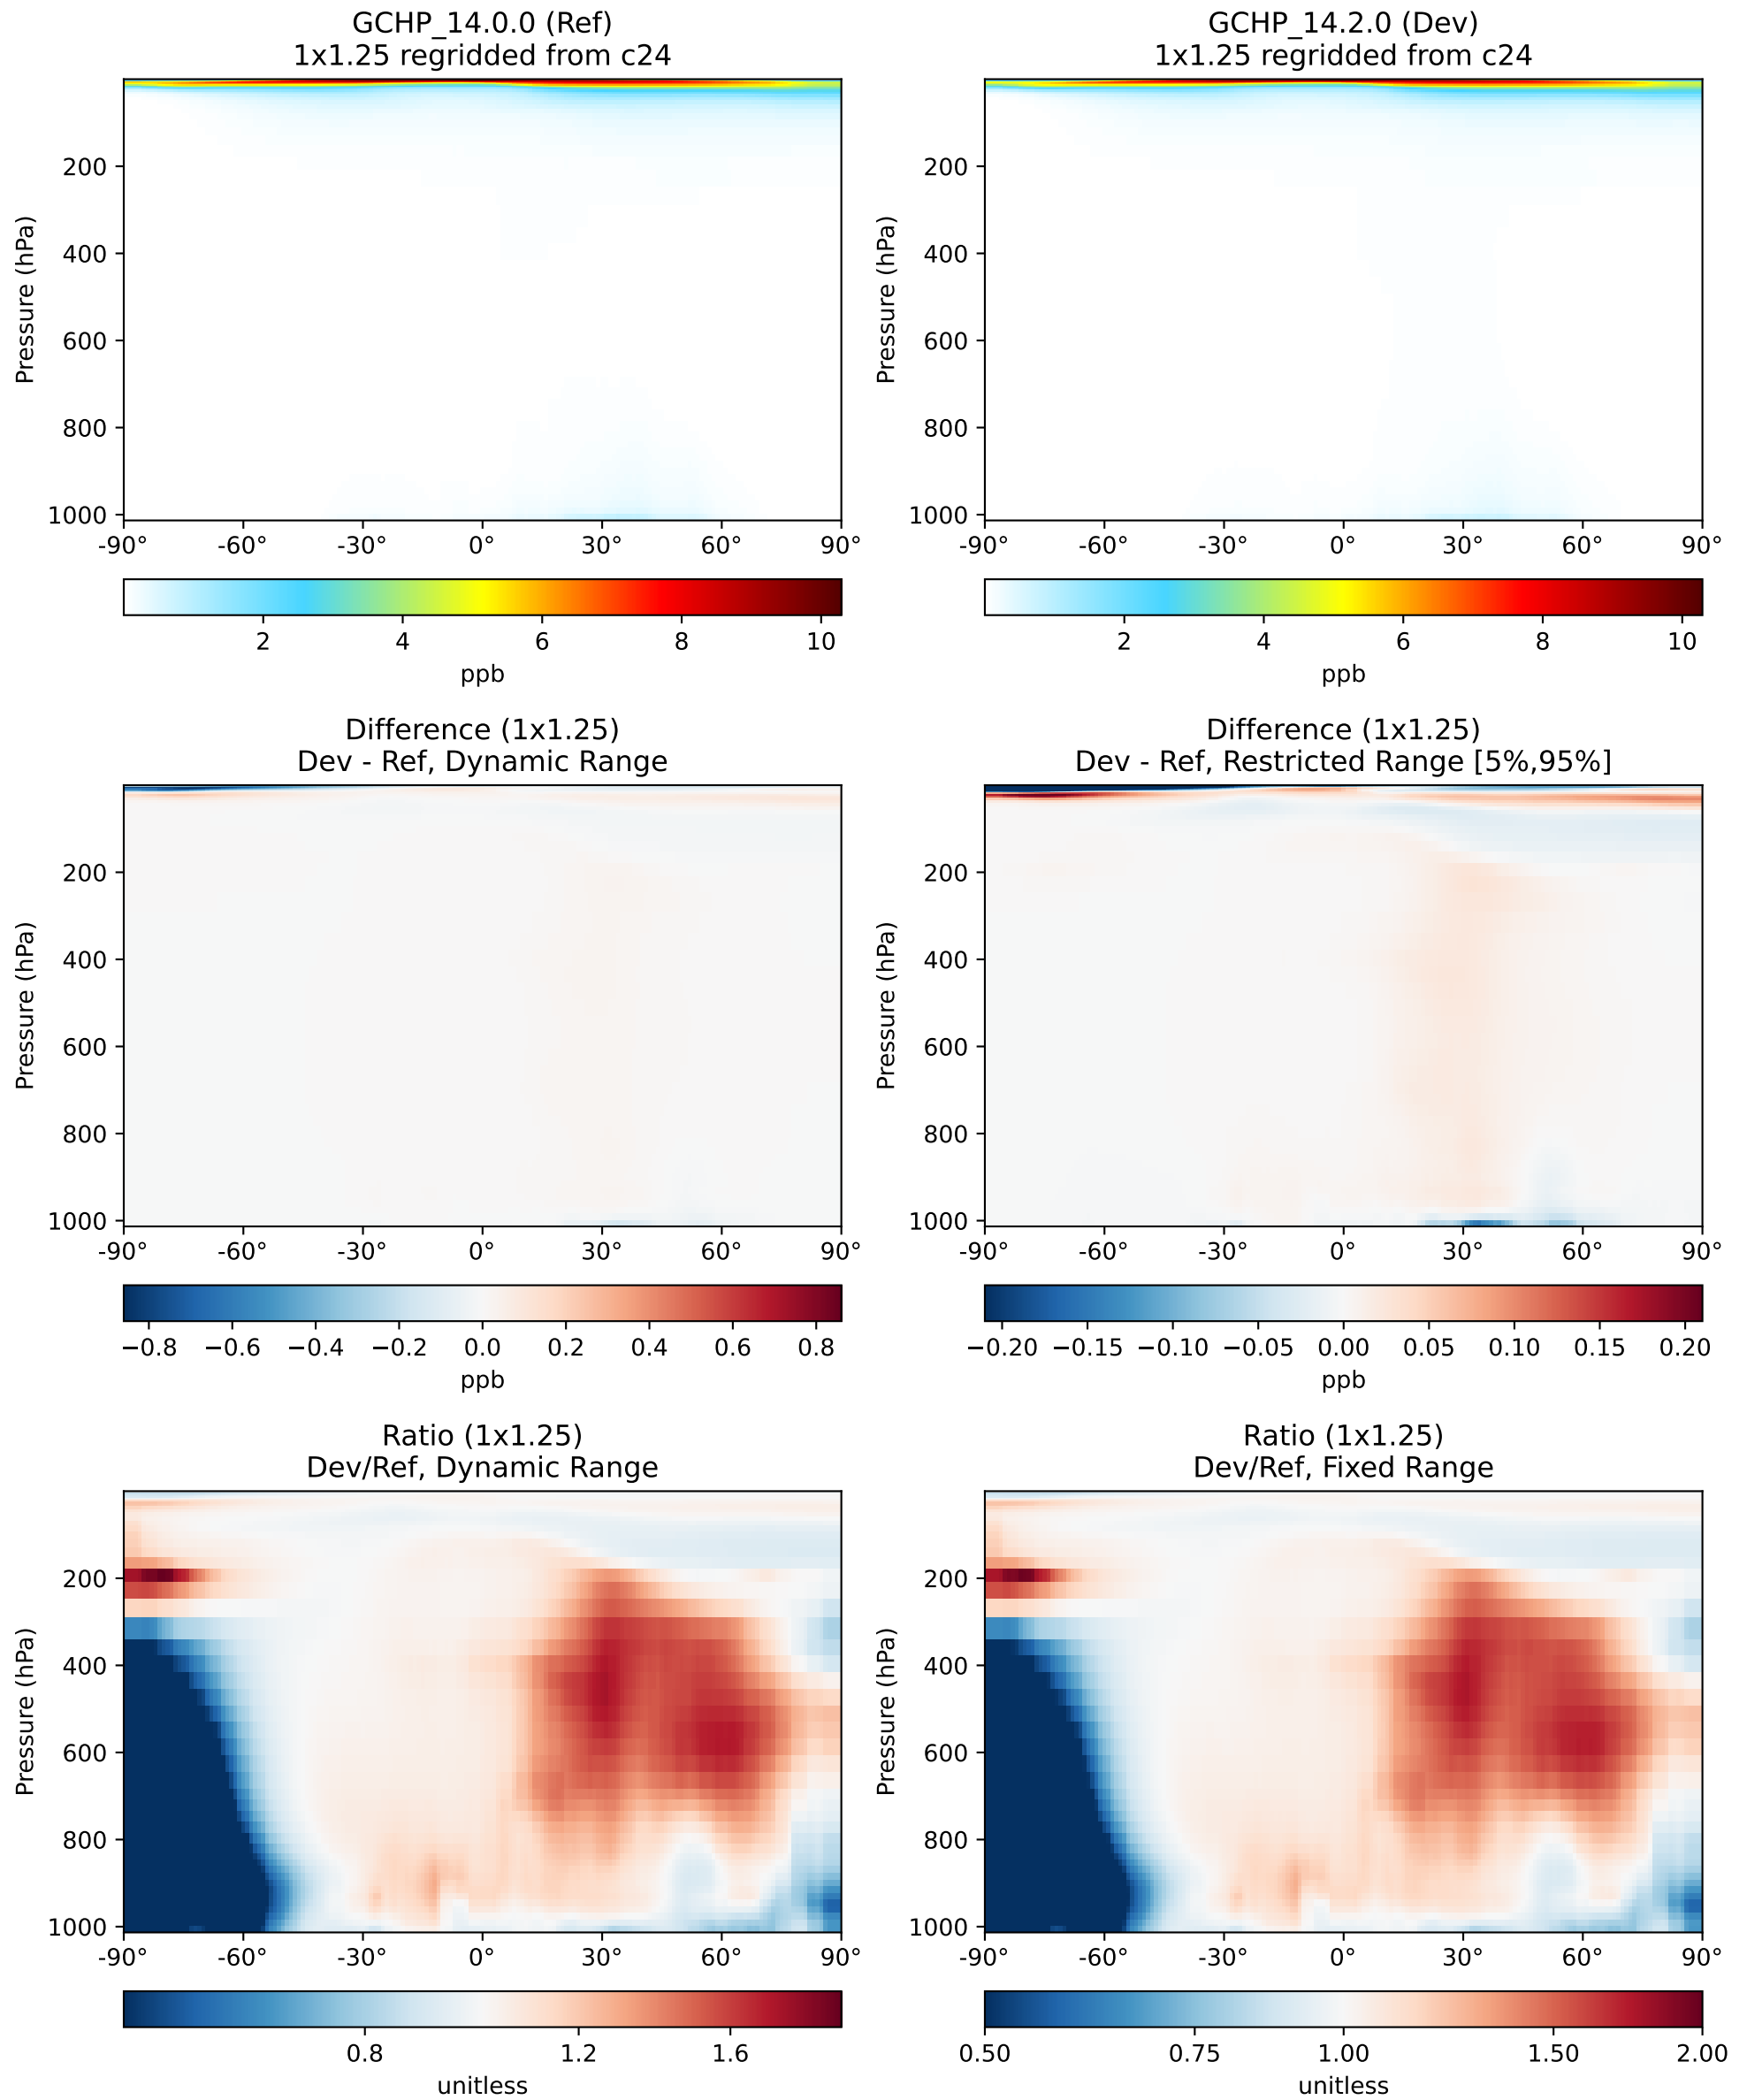 GCHP_14.0.0 (Ref)
1x1.25 regridded from c24
Pressure (hPa)
200
400
600
800
1000
-90° -60° -30° 0° 30° 60° 90°
2 4 6 8 10
ppb
GCHP_14.2.0 (Dev)
1x1.25 regridded from c24
Pressure (hPa)
200
400
600
800
1000
-90° -60° -30° 0° 30° 60° 90°
2 4 6 8 10
ppb
Difference (1x1.25)
Dev - Ref, Dynamic Range
Pressure (hPa)
200
400
600
800
1000
-90° -60° -30° 0° 30° 60° 90°
−0.8 −0.6 −0.4 −0.2 0.0 0.2 0.4 0.6 0.8
ppb
Difference (1x1.25)
Dev - Ref, Restricted Range [5%,95%]
Pressure (hPa)
200
400
600
800
1000
-90° -60° -30° 0° 30° 60° 90°
−0.20 −0.15 −0.10 −0.05 0.00 0.05 0.10 0.15 0.20
ppb
Ratio (1x1.25)
Dev/Ref, Dynamic Range
Pressure (hPa)
200
400
600
800
1000
-90° -60° -30° 0° 30° 60° 90°
0.8 1.2 1.6
unitless
Ratio (1x1.25)
Dev/Ref, Fixed Range
Pressure (hPa)
200
400
600
800
1000
-90° -60° -30° 0° 30° 60° 90°
0.50 0.75 1.00 1.50 2.00
unitless